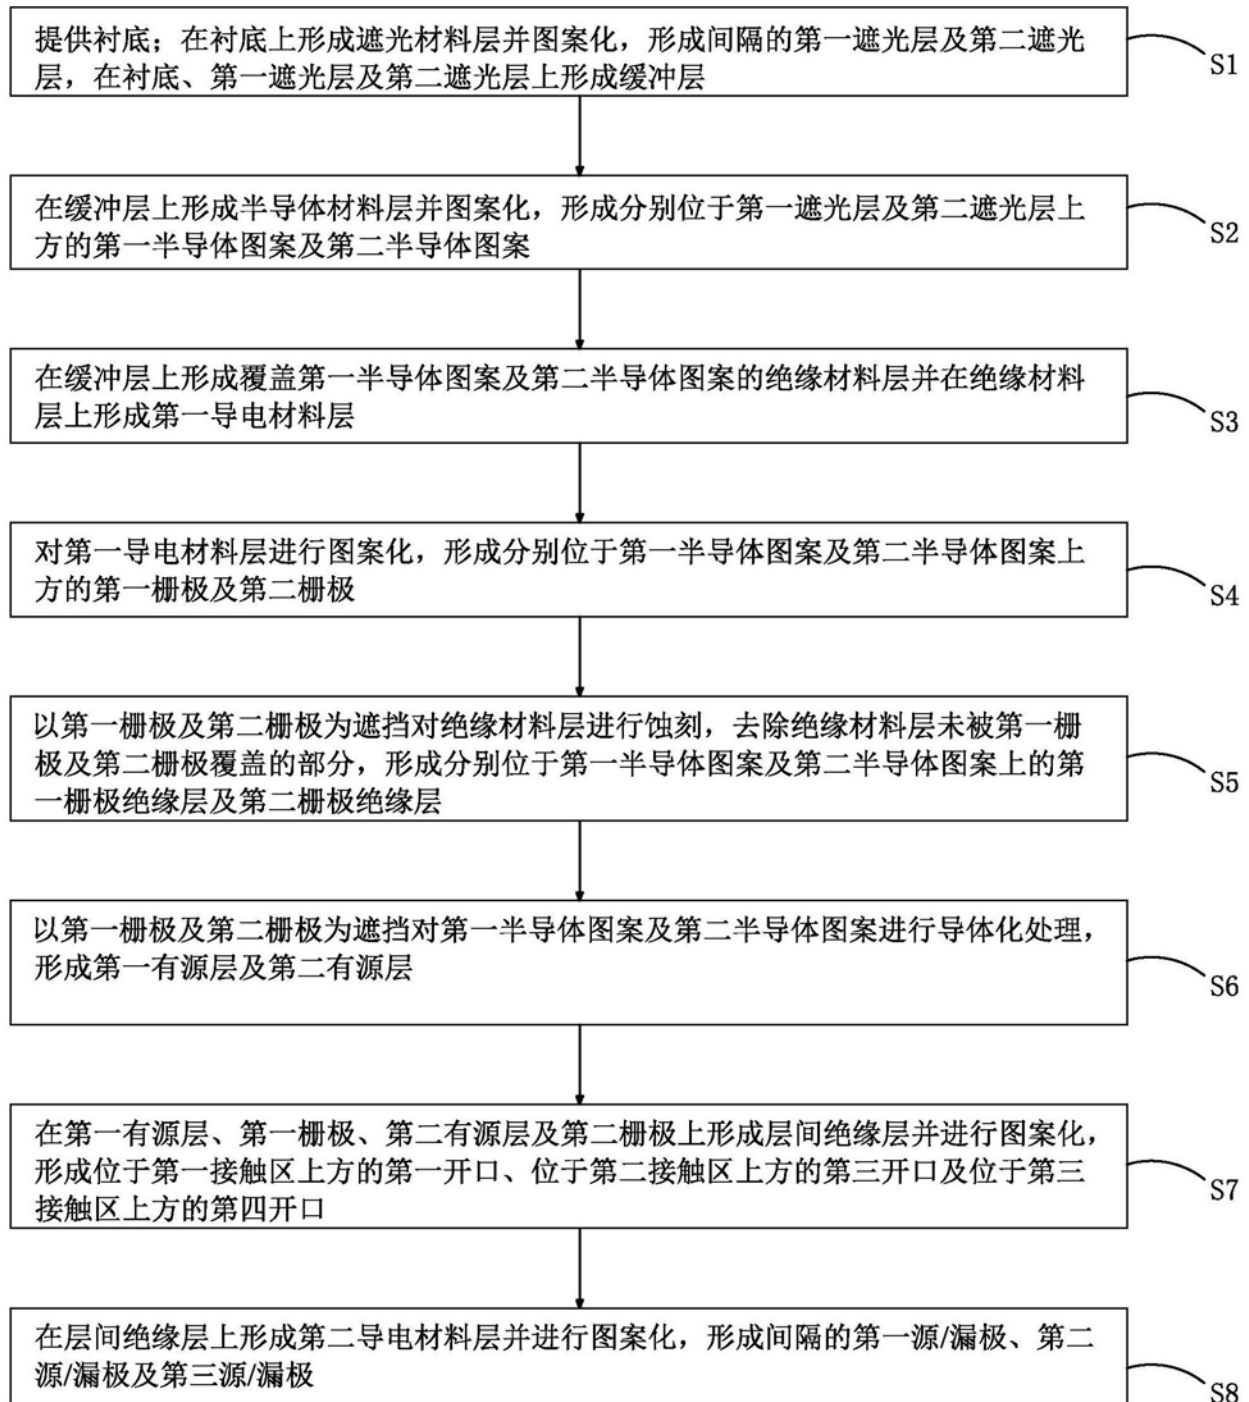 提供衬底；在衬底上形成遮光材料层并图案化，形成间隔的第一遮光层及第二遮光
层，在衬底、第一遮光层及第二遮光层上形成缓冲层
S1
在缓冲层上形成半导体材料层并图案化，形成分别位于第一遮光层及第二遮光层上
方的第一半导体图案及第二半导体图案
S2
在缓冲层上形成覆盖第一半导体图案及第二半导体图案的绝缘材料层并在绝缘材料
层上形成第一导电材料层
S3
对第一导电材料层进行图案化，形成分别位于第一半导体图案及第二半导体图案上
方的第一栅极及第二栅极
S4
以第一栅极及第二栅极为遮挡对绝缘材料层进行蚀刻，去除绝缘材料层未被第一栅
极及第二栅极覆盖的部分，形成分别位于第一半导体图案及第二半导体图案上的第
一栅极绝缘层及第二栅极绝缘层
S5
以第一栅极及第二栅极为遮挡对第一半导体图案及第二半导体图案进行导体化处理，
形成第一有源层及第二有源层
S6
在第一有源层、第一栅极、第二有源层及第二栅极上形成层间绝缘层并进行图案化，
形成位于第一接触区上方的第一开口、位于第二接触区上方的第三开口及位于第三
接触区上方的第四开口
S7
在层间绝缘层上形成第二导电材料层并进行图案化，形成间隔的第一源/漏极、第二
源/漏极及第三源/漏极
S8